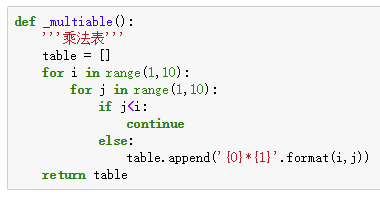 def _multiable():
    '''乘法表'''
    table = []
    for i in range(1,10):
        for j in range(1,10):
            if j<i:
                continue
            else:
                table.append('{0}*{1}'.format(i,j))
    return table